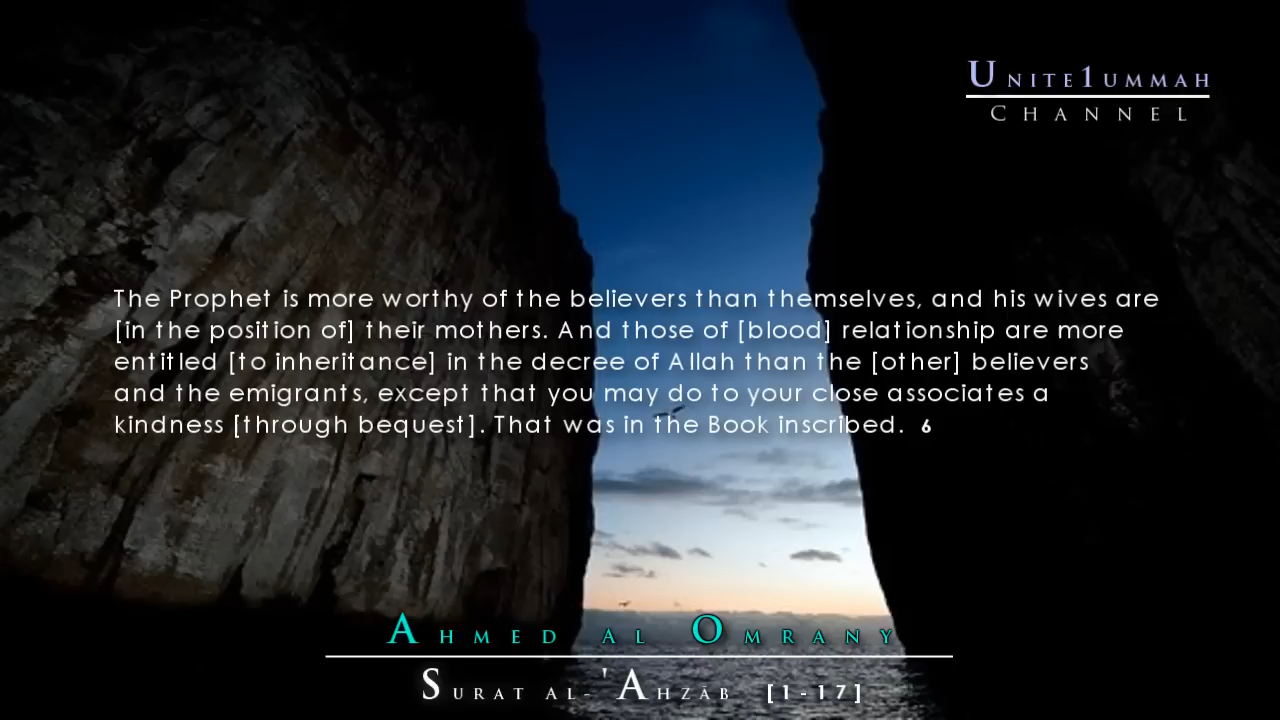 Unite1ummah
Channel
The Prophet is more worthy of the believers than themselves, and his wives are
[in the position of] their mothers. And those of [blood] relationship are more
entitled [to inheritance] in the decree of Allah than the [other] believers
and the emigrants, except that you may do to your close associates a
kindness [through bequest]. That was in the Book inscribed. 6
Ahmed al Omrany
Surat al-'Ahzāb [1-17]